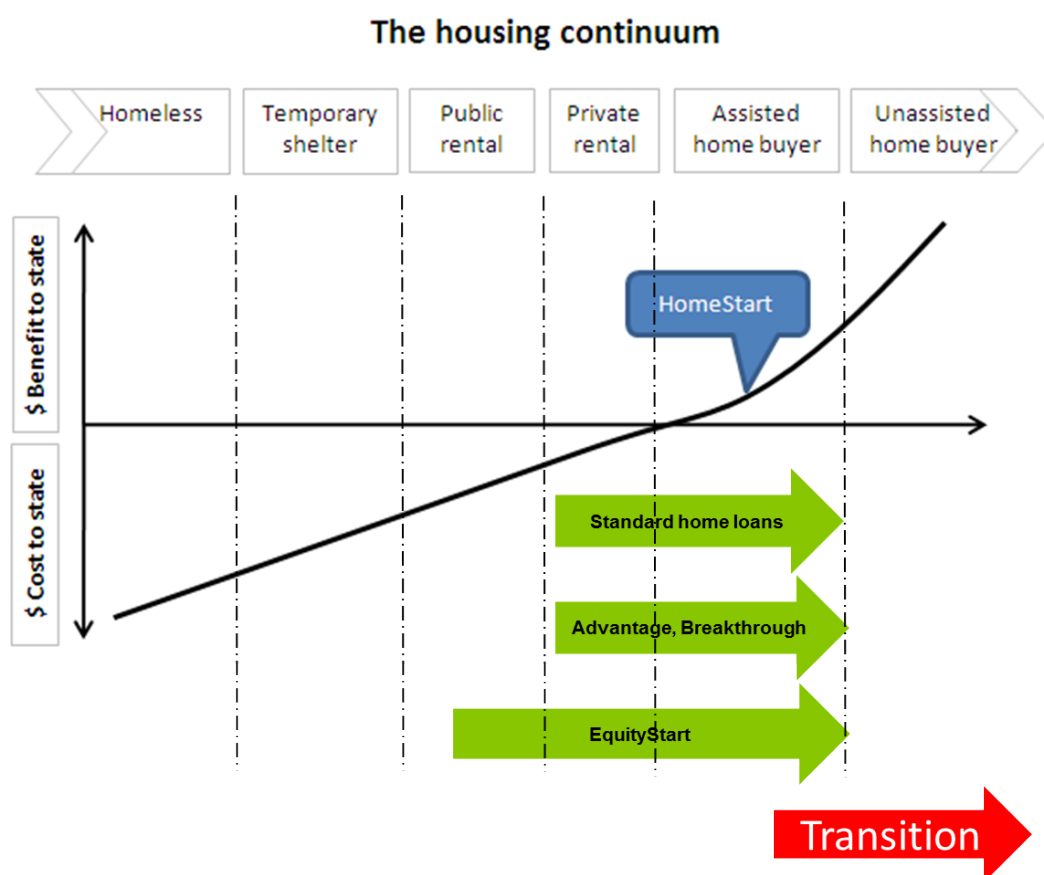 The housing continuum
Homeless
Temporary
shelter
Public
rental
Private
rental
Assisted
home buyer
Unassisted
home buyer
$ Benefit to state
HomeStart
$ Cost to state
Standard home loans
Advantage, Breakthrough
EquityStart
Transition